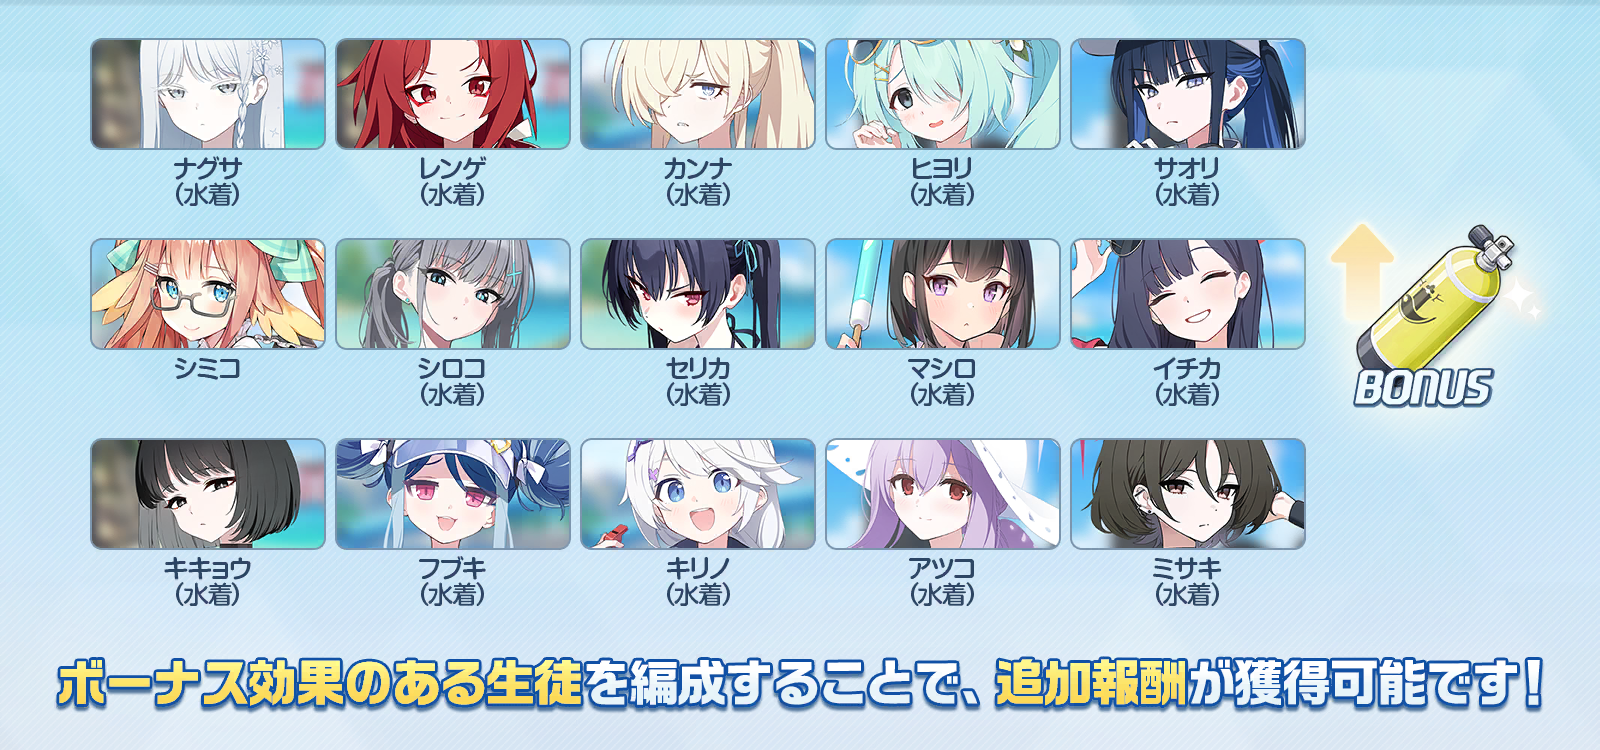 ナグサ
(水着)
レンゲ
(水着)
カンナ
(水着)
ヒヨリ
(水着)
サオリ
(水着)
シミコ
シロコ
(水着)
セリカ
(水着)
マシロ
(水着)
イチカ
(水着)
BONUS
キキョウ
(水着)
フブキ
(水着)
キリノ
(水着)
アツコ
(水着)
ミサキ
(水着)
ボーナス効果のある生徒を編成することで、追加報酬が獲得可能です!